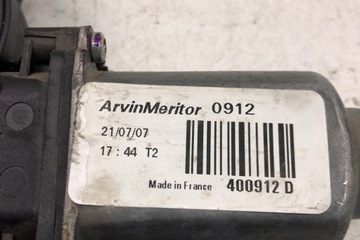 ArvinMeritor 0912
21/07/07
17:44 T2
Made in France 400912 D